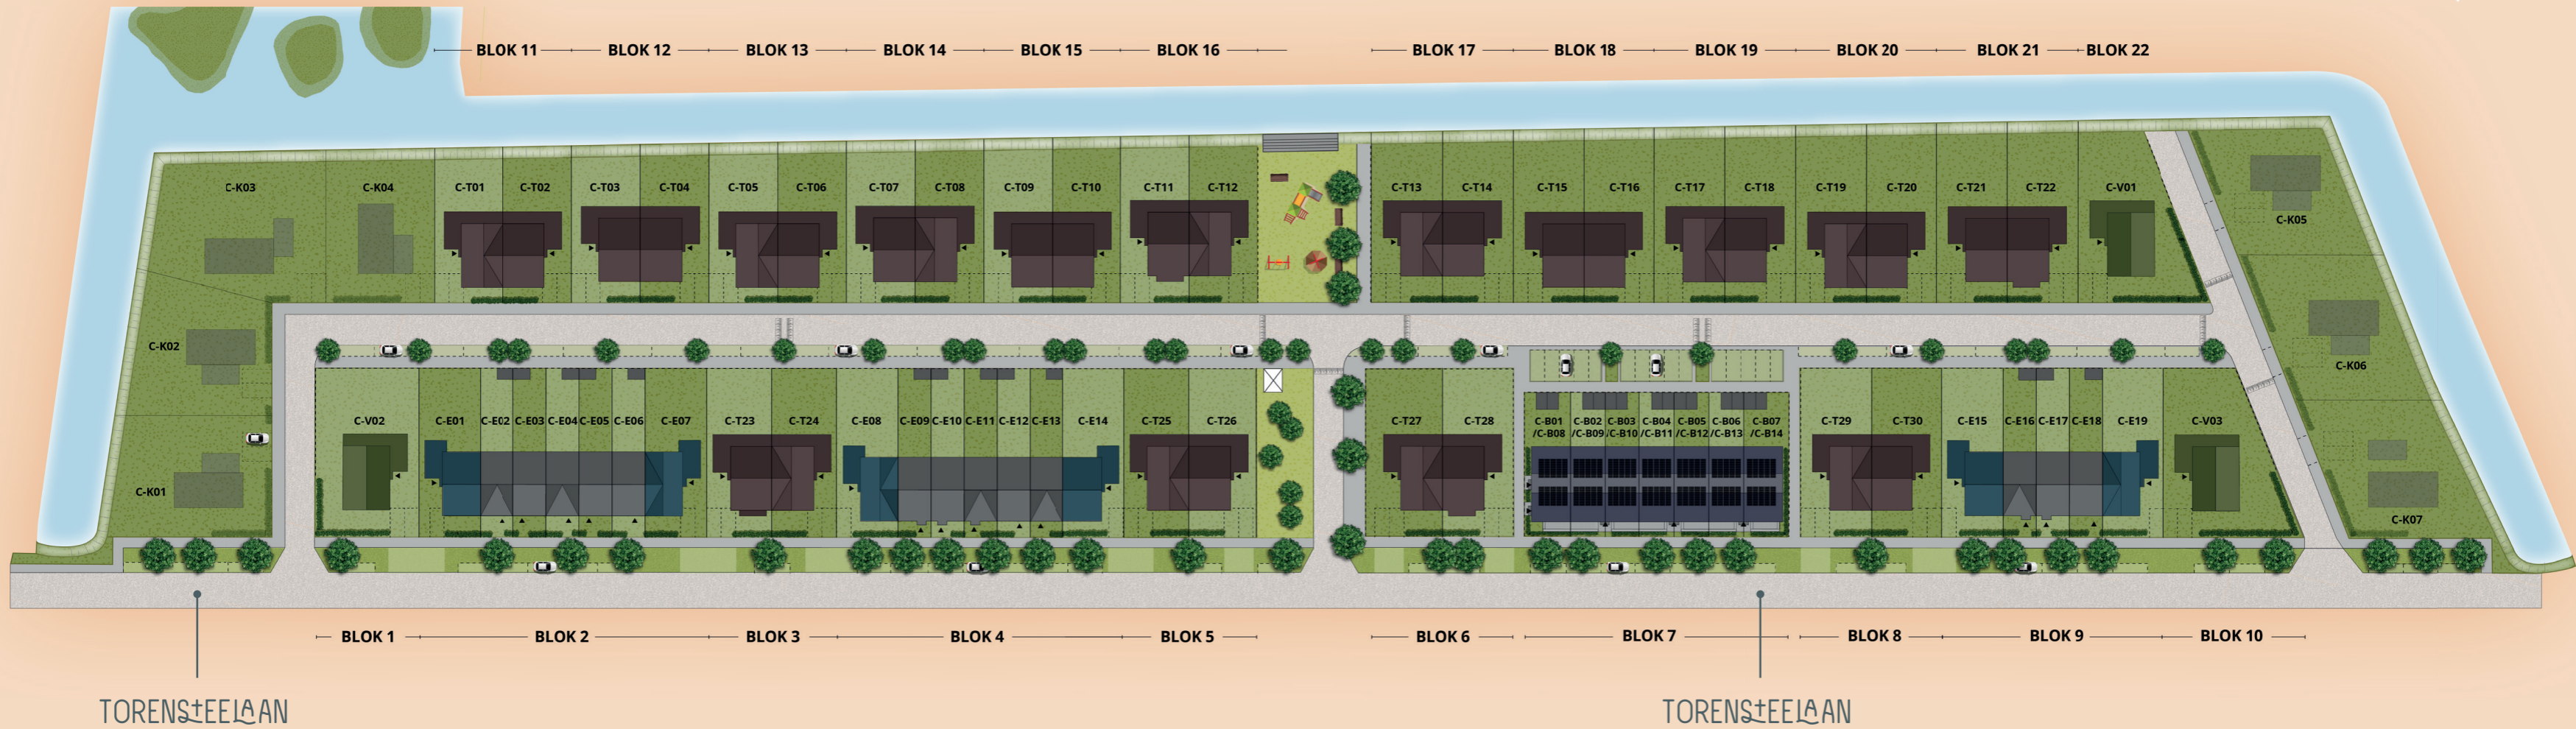 BLOK 11 BLOK 12 BLOK 13 BLOK 14 BLOK 15 BLOK 16 BLOK 17 BLOK 18 BLOK 19 BLOK 20 BLOK 21 BLOK 22
C-K03 C-K04 C-T01 C-T02 C-T03 C-T04 C-T05 C-T06 C-T07 C-T08 C-T09 C-T10 C-T11 C-T12 C-T13 C-T14 C-T15 C-T16 C-T17 C-T18 C-T19 C-T20 C-T21 C-T22 C-V01
C-K05
C-K02
C-K06
C-V02 C-E01 C-E02 C-E03 C-E04 C-E05 C-E06 C-E07 C-T23 C-T24 C-E08 C-E09 C-E10 C-E11 C-E12 C-E13 C-E14 C-T25 C-T26 C-T27 C-T28 C-B01 C-B02 C-B03 C-B04 C-B05 C-B06 C-B07 C-T29 C-T30 C-E15 C-E16 C-E17 C-E18 C-E19 C-V03
/C-B08 /C-B09 /C-B10 /C-B11 /C-B12 /C-B13 /C-B14
C-K01
C-K07
BLOK 1 BLOK 2 BLOK 3 BLOK 4 BLOK 5 BLOK 6 BLOK 7 BLOK 8 BLOK 9 BLOK 10
TORENSTEELAAN TORENSTEELAAN